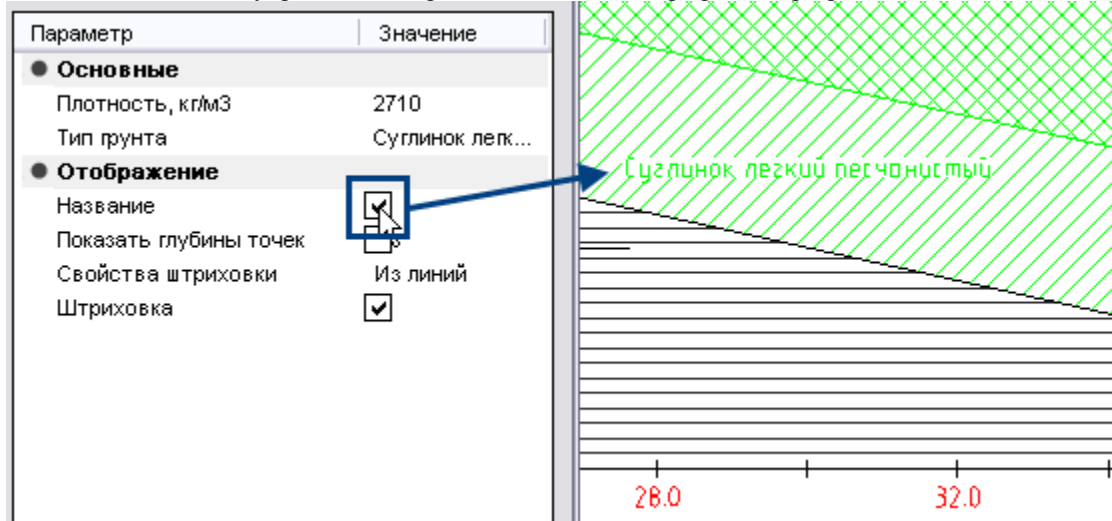 Параметр Значение
Основные
Плотность, кг/м3 2710
Тип грунта Суглинок легк...
Отображение
Название
Показать глубины точек
Свойства штриховки Из линий
Штриховка
Суглинок легкий песчанистый
28.0 32.0